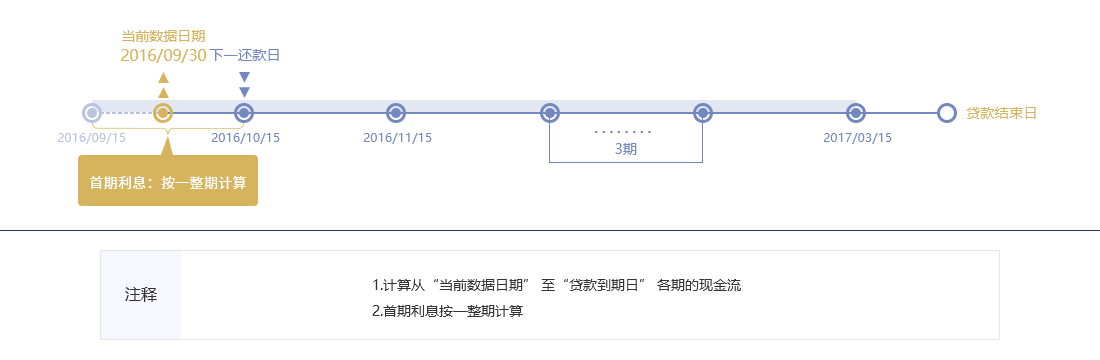 当前数据日期
2016/09/30 下一还款日
2016/09/15 2016/10/15 2016/11/15 2017/03/15
贷款结束日
........
3期
首期利息：按一整期计算
注释
1.计算从“当前数据日期” 至“贷款到期日” 各期的现金流
2.首期利息按一整期计算